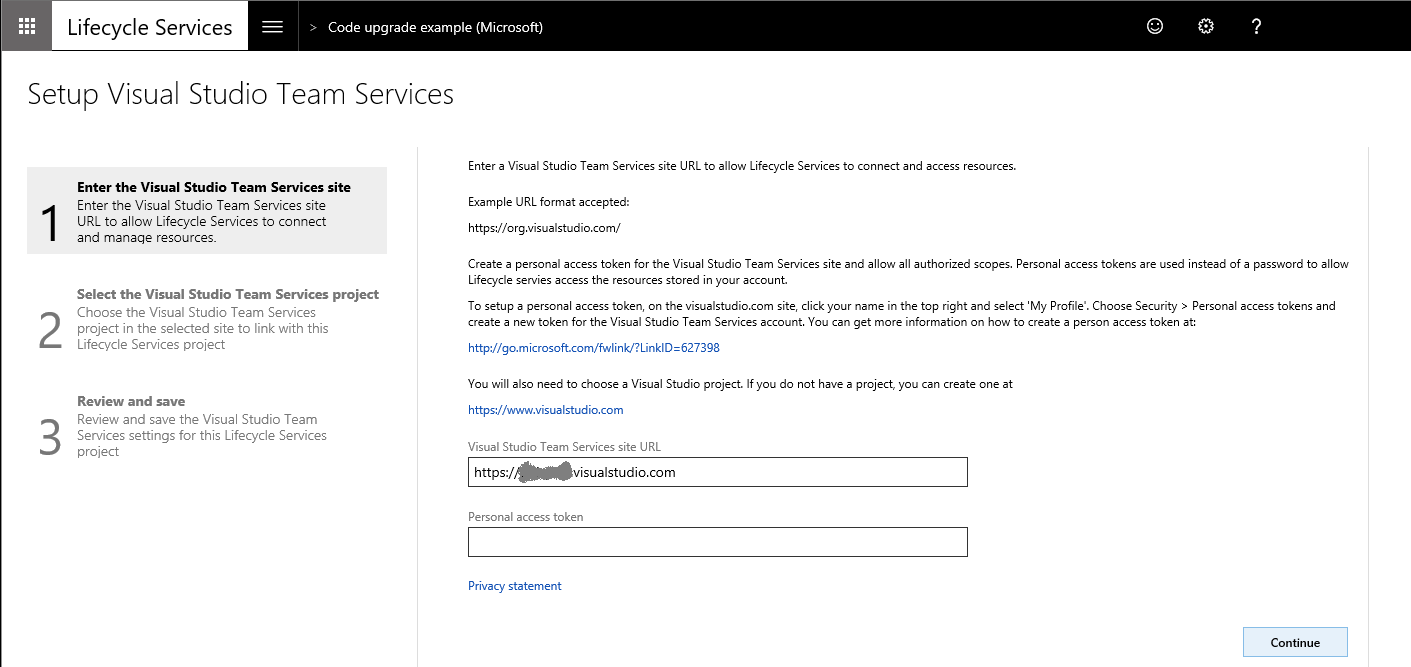 Lifecycle Services
> Code upgrade example (Microsoft)
?
Setup Visual Studio Team Services
1
Enter the Visual Studio Team Services site
Enter the Visual Studio Team Services site
URL to allow Lifecycle Services to connect
and manage resources.
2
Select the Visual Studio Team Services project
Choose the Visual Studio Team Services
project in the selected site to link with this
Lifecycle Services project
3
Review and save
Review and save the Visual Studio Team
Services settings for this Lifecycle Services
project
Enter a Visual Studio Team Services site URL to allow Lifecycle Services to connect and access resources.
Example URL format accepted:
https://org.visualstudio.com/
Create a personal access token for the Visual Studio Team Services site and allow all authorized scopes. Personal access tokens are used instead of a password to allow
Lifecycle servies access the resources stored in your account.
To setup a personal access token, on the visualstudio.com site, click your name in the top right and select 'My Profile'. Choose Security > Personal access tokens and
create a new token for the Visual Studio Team Services account. You can get more information on how to create a person access token at:
http://go.microsoft.com/fwlink/?LinkID=627398
You will also need to choose a Visual Studio project. If you do not have a project, you can create one at
https://www.visualstudio.com
Visual Studio Team Services site URL
https:// visualstudio.com
Personal access token
Privacy statement
Continue